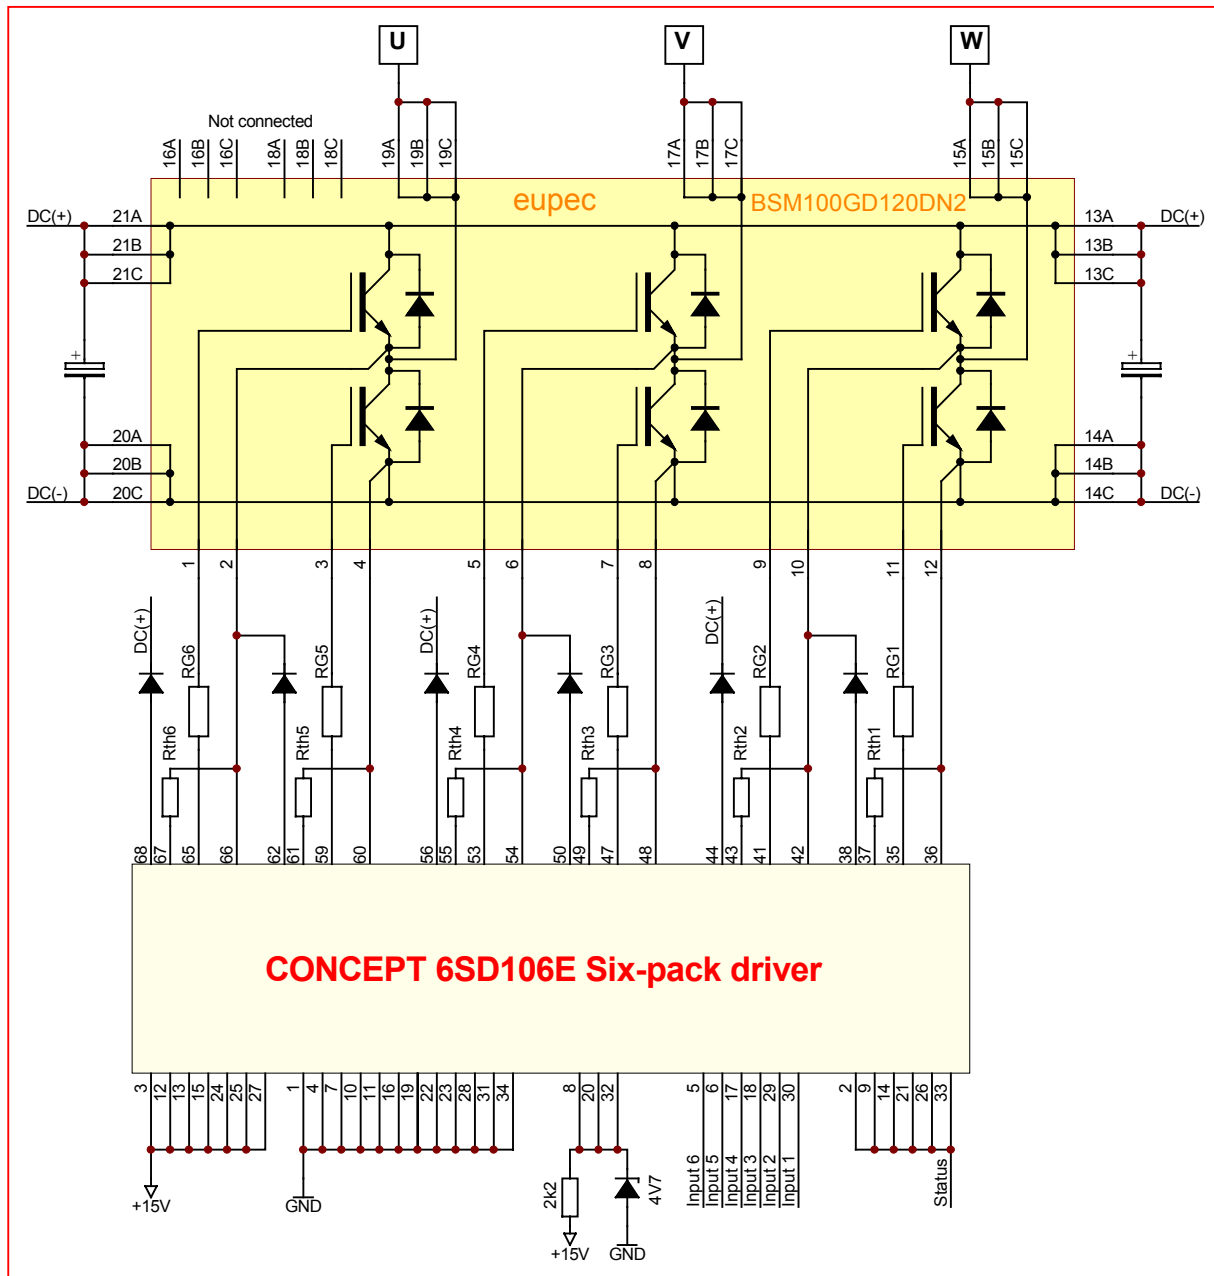 U V W
Not connected
16A 16B 16C 18A 18B 18C 19A 19B 19C 17A 17B 17C 15A 15B 15C
eupec BSM100GD120DN2
DC(+) 21A 13A DC(+)
21B 13B
21C 13C
+ +
20A 14A
20B 14B
DC(-) 20C 14C DC(-)
1 2 3 4 5 6 7 8 9 10 11 12
DC(+) DC(+) DC(+)
RG6 RG5 RG4 RG3 RG2 RG1
Rth6 Rth5 Rth4 Rth3 Rth2 Rth1
68 67 65 66 62 61 59 60 56 55 53 54 50 49 47 48 44 43 41 42 38 37 35 36
CONCEPT 6SD106E Six-pack driver
3 12 13 15 24 25 27 1 4 7 10 11 16 19 22 23 28 31 34 8 20 32 5 6 17 18 29 30 2 9 14 21 26 33
Input 6 Input 5 Input 4 Input 3 Input 2 Input 1 Status
2k2 4V7
+15V GND
+15V GND